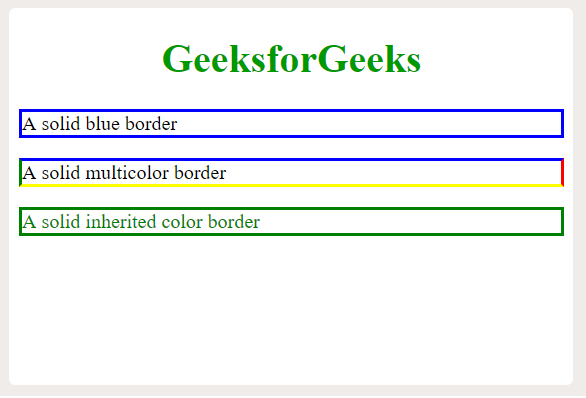 GeeksforGeeks
A solid blue border
A solid multicolor border
A solid inherited color border